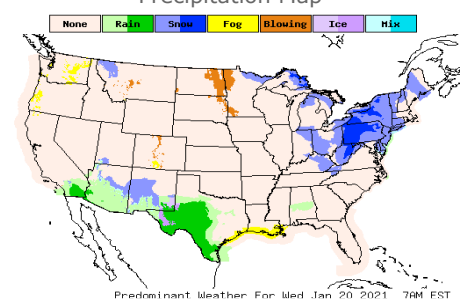 Precipitation Map
None Rain Snow Fog Blowing Ice Mix
Predominant Weather For Wed Jan 20 2021 7AM EST